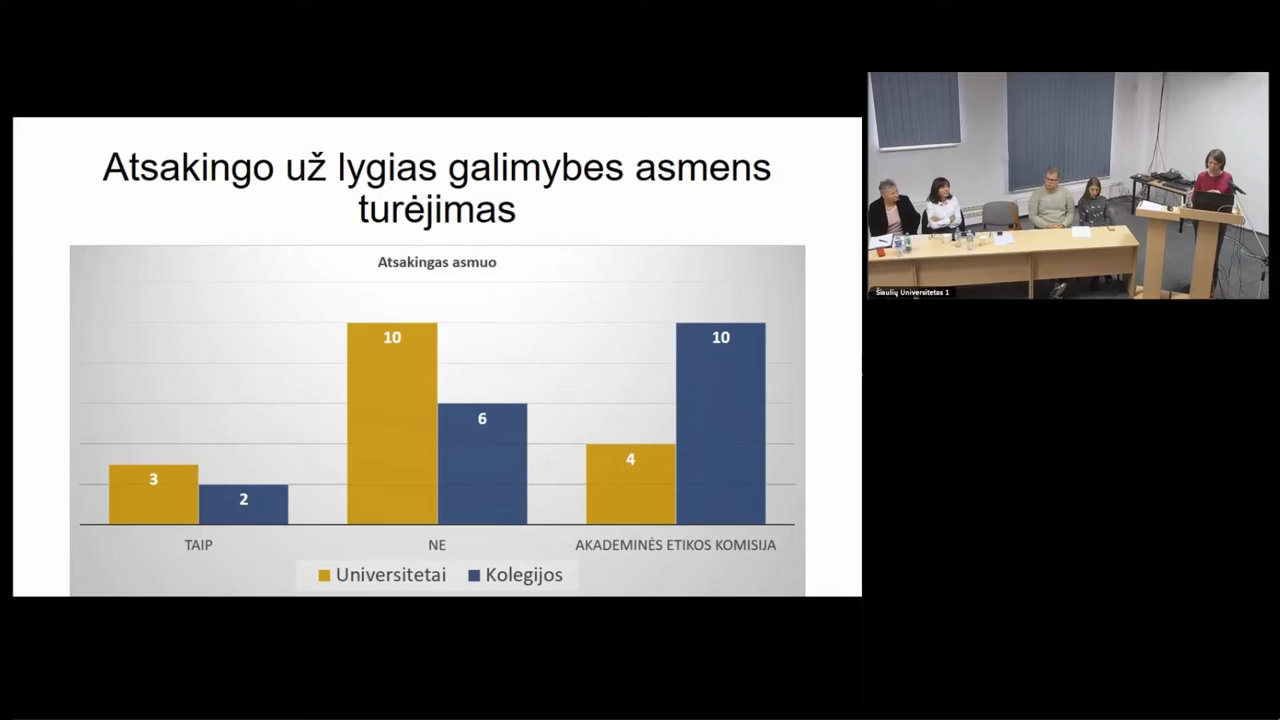 Atsakingo už lygias galimybes asmens
turėjimas
Atsakingas asmuo
3
2
10
6
4
10
TAIP
NE
AKADEMINĖS ETIKOS KOMISIJA
Universitetai
Kolegijos
Šiaulių Universitetas 1